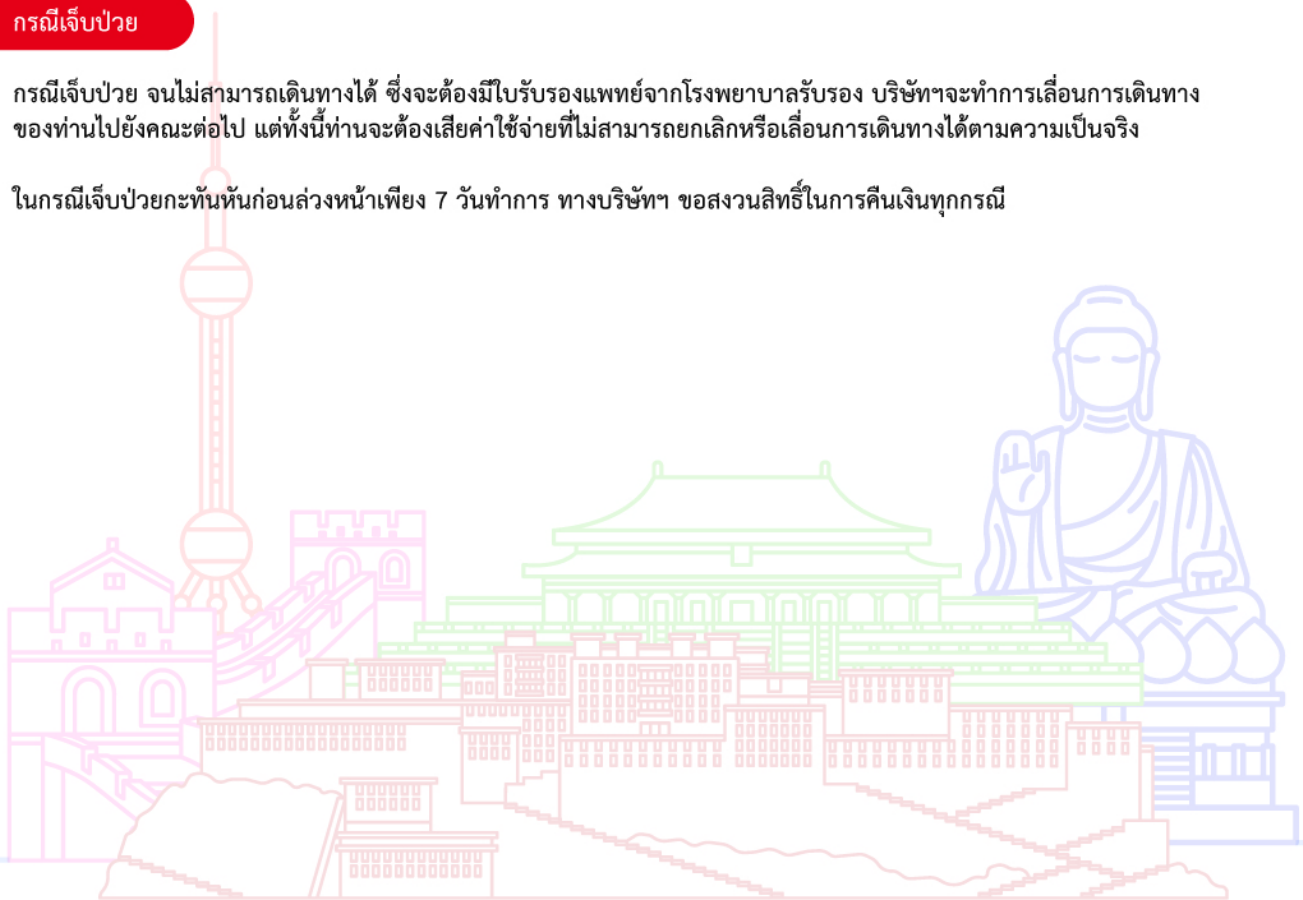 กรณีเจ็บป่วย
กรณีเจ็บป่วย จนไม่สามารถเดินทางได้ ซึ่งจะต้องมีใบรับรองแพทย์จากโรงพยาบาลรับรอง บริษัทฯจะทำการเลื่อนการเดินทาง
ของท่านไปยังคณะต่อไป แต่ทั้งนี้ท่านจะต้องเสียค่าใช้จ่ายที่ไม่สามารถยกเลิกหรือเลื่อนการเดินทางได้ตามความเป็นจริง
ในกรณีเจ็บป่วยกะทันหันก่อนล่วงหน้าเพียง 7 วันทำการ ทางบริษัทฯ ขอสงวนสิทธิ์ในการคืนเงินทุกกรณี